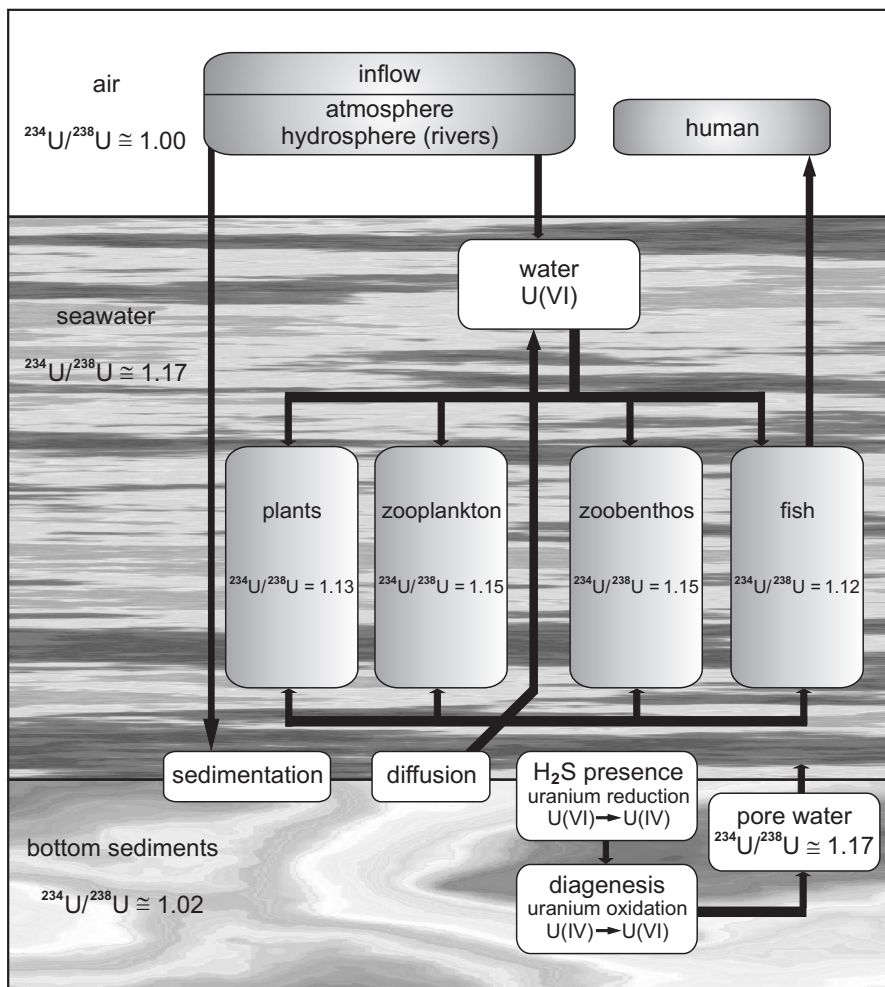 air
²³⁴U/²³⁸U ≅ 1.00
inflow
atmosphere
hydrosphere (rivers)
human
water
U(VI)
seawater
²³⁴U/²³⁸U ≅ 1.17
plants
²³⁴U/²³⁸U = 1.13
zooplankton
²³⁴U/²³⁸U = 1.15
zoobenthos
²³⁴U/²³⁸U = 1.15
fish
²³⁴U/²³⁸U = 1.12
sedimentation
diffusion
H₂S presence
uranium reduction
U(VI)→U(IV)
pore water
²³⁴U/²³⁸U ≅ 1.17
bottom sediments
²³⁴U/²³⁸U ≅ 1.02
diagenesis
uranium oxidation
U(IV)→U(VI)